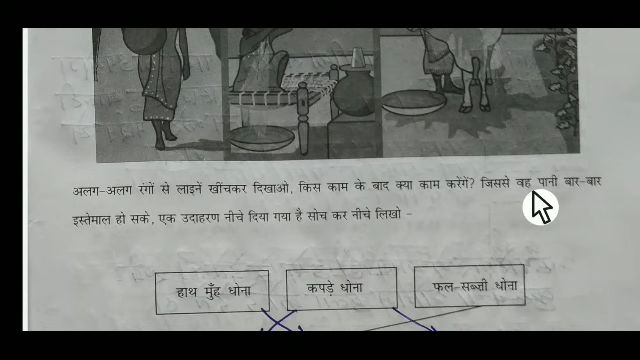 अलग-अलग रंगों से लाइनें खींचकर दिखाओ, किस काम के बाद क्या काम करेंगे? जिससे वह पानी बार-बार
इस्तेमाल हो सके, एक उदाहरण नीचे दिया गया है सोच कर नीचे लिखो -
हाथ मुँह धोना
कपड़े धोना
फल-सब्जी धोना